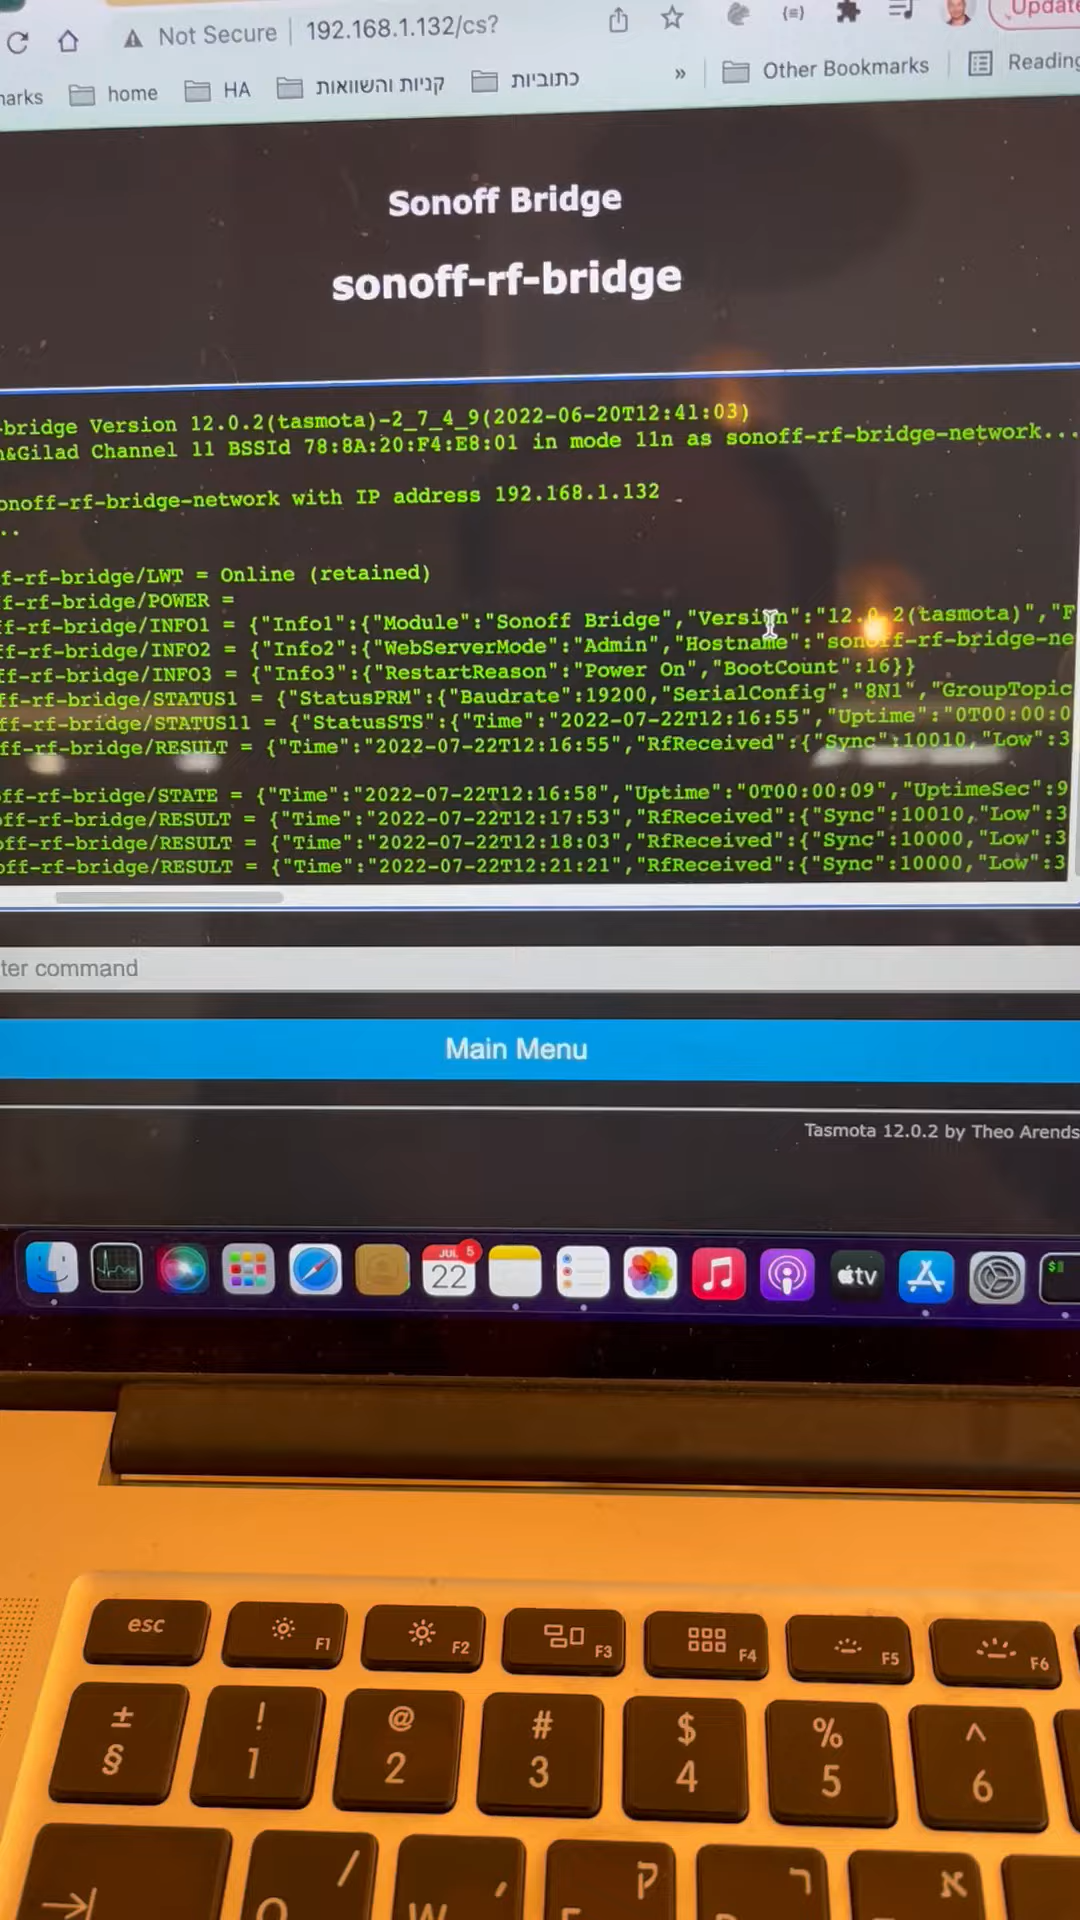 Update
Not Secure | 192.168.1.132/cs?
arks home HA קניות והשוואות כתוביות » Other Bookmarks Reading
Sonoff Bridge
sonoff-rf-bridge
-bridge Version 12.0.2(tasmota)-2_7_4_9(2022-06-20T12:41:03)
&Gilad Channel 11 BSSId 78:8A:20:F4:E8:01 in mode 11n as sonoff-rf-bridge-network...
onoff-rf-bridge-network with IP address 192.168.1.132
..
f-rf-bridge/LWT = Online (retained)
f-rf-bridge/POWER =
f-rf-bridge/INFO1 = {"Info1":{"Module":"Sonoff Bridge","Version":"12.0.2(tasmota)","F
ff-rf-bridge/INFO2 = {"Info2":{"WebServerMode":"Admin","Hostname":"sonoff-rf-bridge-ne
ff-rf-bridge/INFO3 = {"Info3":{"RestartReason":"Power On","BootCount":16}}
ff-rf-bridge/STATUS1 = {"StatusPRM":{"Baudrate":19200,"SerialConfig":"8N1","GroupTopic
ff-rf-bridge/STATUS11 = {"StatusSTS":{"Time":"2022-07-22T12:16:55","Uptime":"0T00:00:0
ff-rf-bridge/RESULT = {"Time":"2022-07-22T12:16:55","RfReceived":{"Sync":10010,"Low":3
off-rf-bridge/STATE = {"Time":"2022-07-22T12:16:58","Uptime":"0T00:00:09","UptimeSec":9
off-rf-bridge/RESULT = {"Time":"2022-07-22T12:17:53","RfReceived":{"Sync":10010,"Low":3
off-rf-bridge/RESULT = {"Time":"2022-07-22T12:18:03","RfReceived":{"Sync":10000,"Low":3
off-rf-bridge/RESULT = {"Time":"2022-07-22T12:21:21","RfReceived":{"Sync":10000,"Low":3
ter command
Main Menu
Tasmota 12.0.2 by Theo Arends
JUL 5
22
tv
$
esc F1 F2 F3 F4 F5 F6
± ! @ # $ % ^
§ 1 2 3 4 5 6
/ ' ק ר א
W